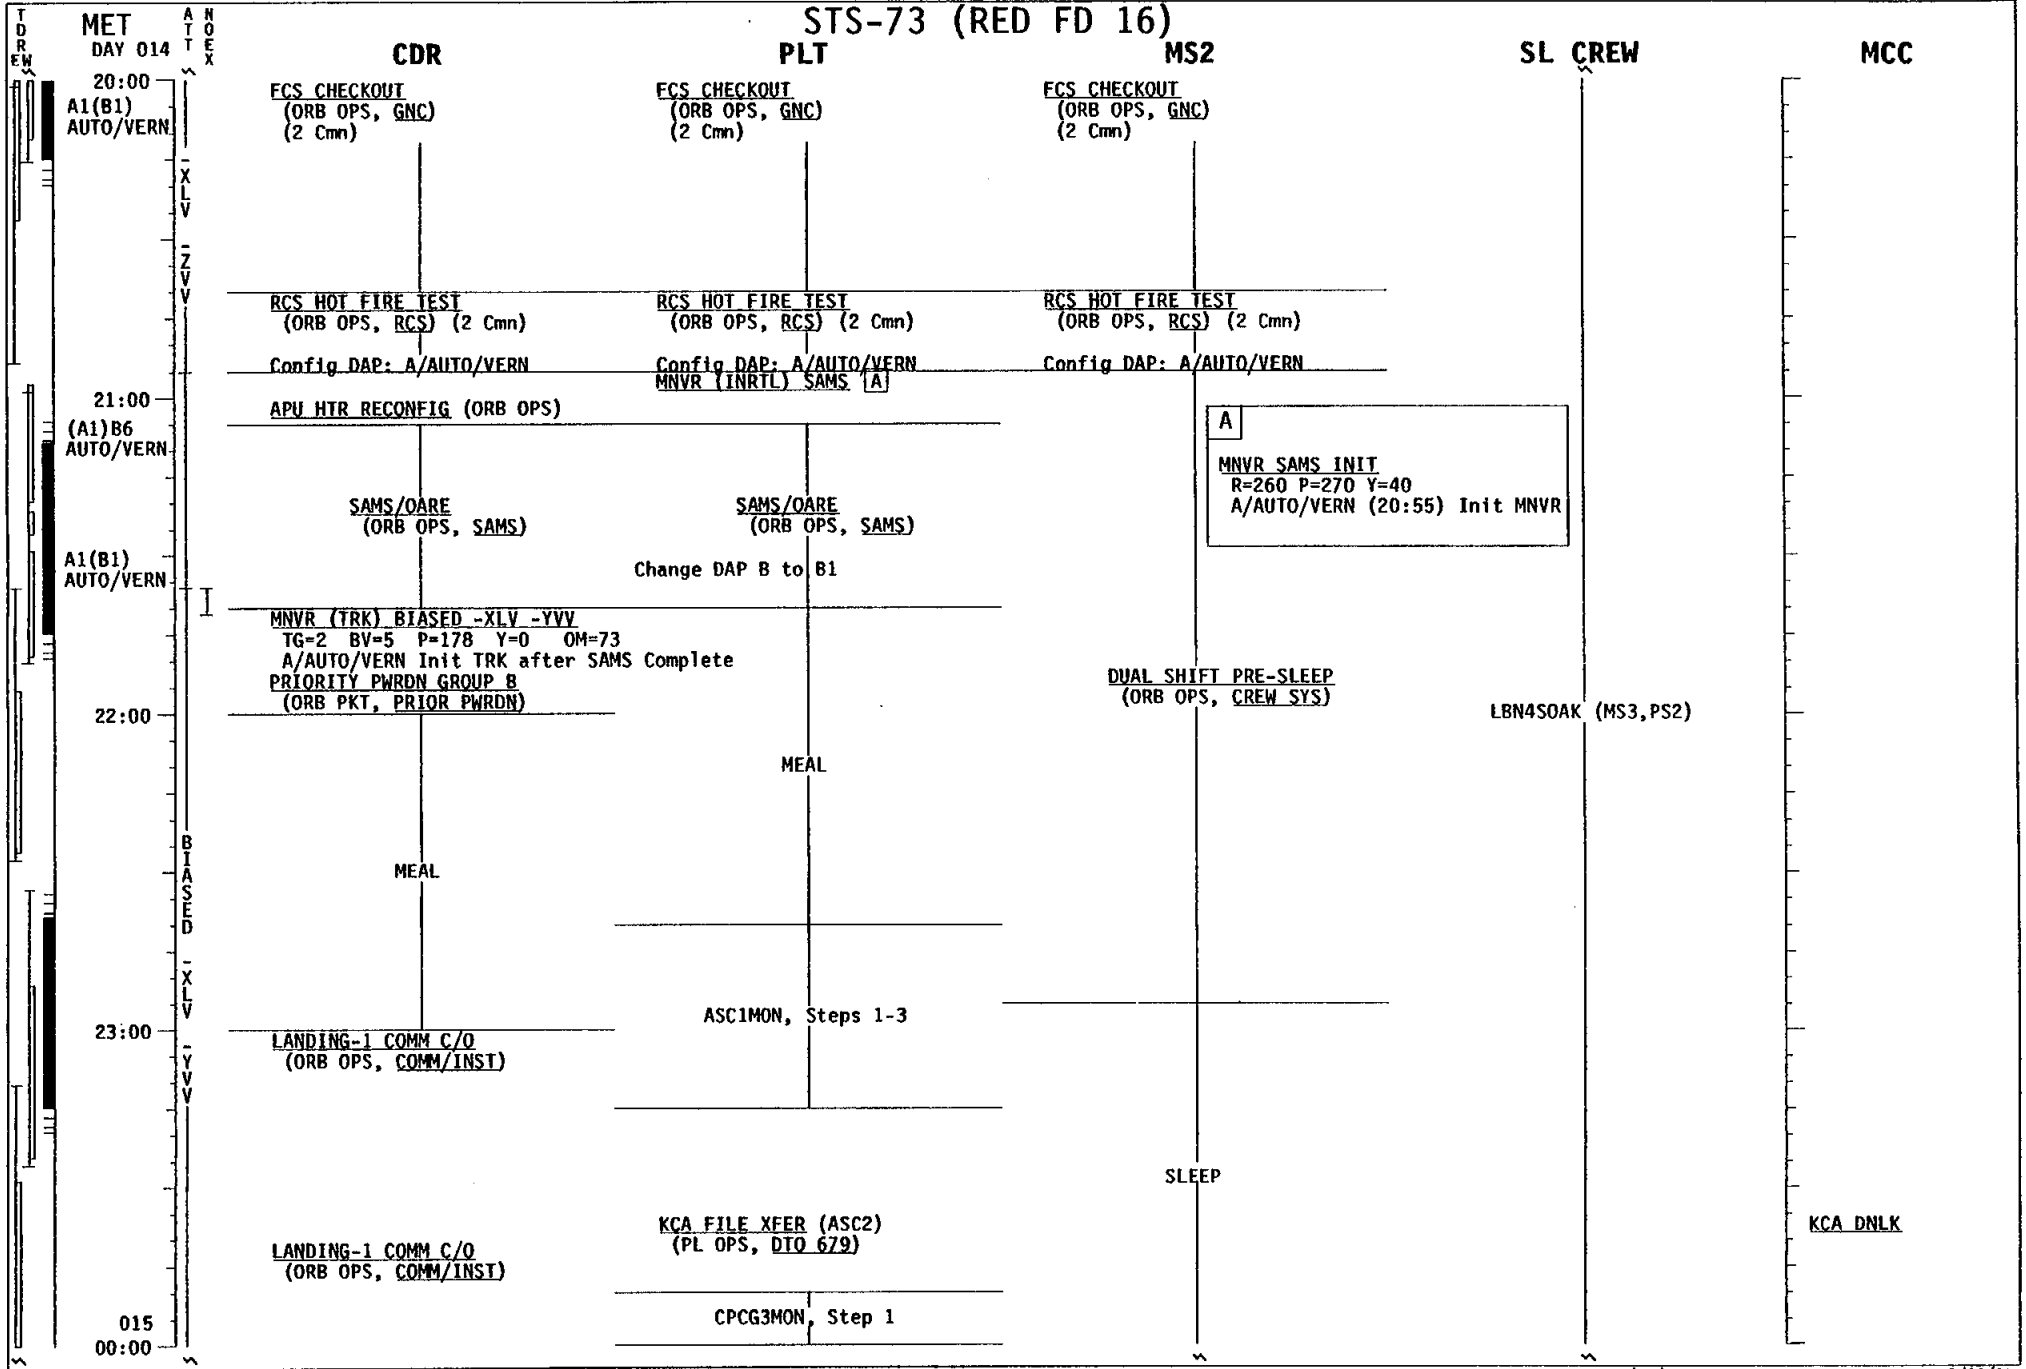 STS-73 (RED FD 16)
TDRE W
MET
DAY 014
ATT
NOEX
CDR
PLT
MS2
SL CREW
MCC
20:00
A1(B1)
AUTO/VERN
-XLV
-ZVV
21:00
(A1)B6
AUTO/VERN
A1(B1)
AUTO/VERN
22:00
BIASED
-XLV
-YVV
23:00
015
00:00
FCS CHECKOUT
(ORB OPS, GNC)
(2 Cmn)
RCS HOT FIRE TEST
(ORB OPS, RCS) (2 Cmn)
Config DAP: A/AUTO/VERN
APU HTR RECONFIG (ORB OPS)
SAMS/OARE
(ORB OPS, SAMS)
MNVR (TRK) BIASED -XLV -YVV
TG=2 BV=5 P=178 Y=0 OM=73
A/AUTO/VERN Init TRK after SAMS Complete
PRIORITY PWRDN GROUP B
(ORB PKT, PRIOR PWRDN)
MEAL
LANDING-1 COMM C/O
(ORB OPS, COMM/INST)
LANDING-1 COMM C/O
(ORB OPS, COMM/INST)
FCS CHECKOUT
(ORB OPS, GNC)
(2 Cmn)
RCS HOT FIRE TEST
(ORB OPS, RCS) (2 Cmn)
Config DAP: A/AUTO/VERN
MNVR (INRTL) SAMS A
SAMS/OARE
(ORB OPS, SAMS)
Change DAP B to B1
MEAL
ASC1MON, Steps 1-3
KCA FILE XFER (ASC2)
(PL OPS, DTO 679)
CPCG3MON, Step 1
FCS CHECKOUT
(ORB OPS, GNC)
(2 Cmn)
RCS HOT FIRE TEST
(ORB OPS, RCS) (2 Cmn)
Config DAP: A/AUTO/VERN
A
MNVR SAMS INIT
R=260 P=270 Y=40
A/AUTO/VERN (20:55) Init MNVR
DUAL SHIFT PRE-SLEEP
(ORB OPS, CREW SYS)
SLEEP
LBN4SOAK (MS3,PS2)
KCA DNLK